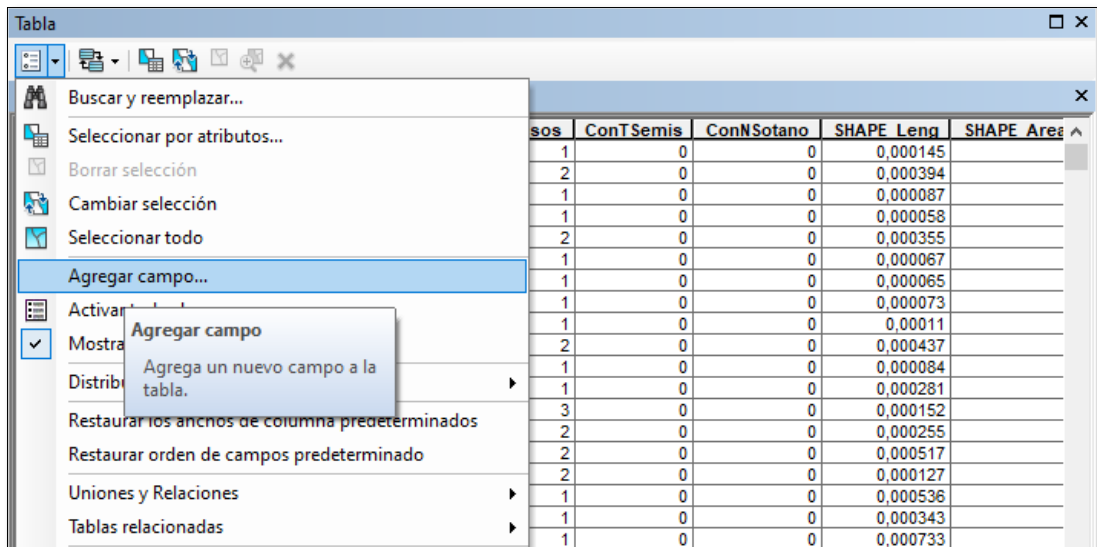 Tabla
Buscar y reemplazar...
Seleccionar por atributos...
Borrar selección
Cambiar selección
Seleccionar todo
Agregar campo...
Activar
Mostra
Distribu
Restaurar los anchos de columna predeterminados
Restaurar orden de campos predeterminado
Uniones y Relaciones
Tablas relacionadas
Agregar campo
Agrega un nuevo campo a la
tabla.
sos ConTSemis ConNSotano SHAPE_Leng SHAPE_Area
1 0 0 0,000145
2 0 0 0,000394
1 0 0 0,000087
1 0 0 0,000058
2 0 0 0,000355
1 0 0 0,000067
1 0 0 0,000065
1 0 0 0,000073
1 0 0 0,00011
2 0 0 0,000437
1 0 0 0,000084
1 0 0 0,000281
3 0 0 0,000152
2 0 0 0,000255
2 0 0 0,000517
2 0 0 0,000127
1 0 0 0,000536
1 0 0 0,000343
1 0 0 0,000733